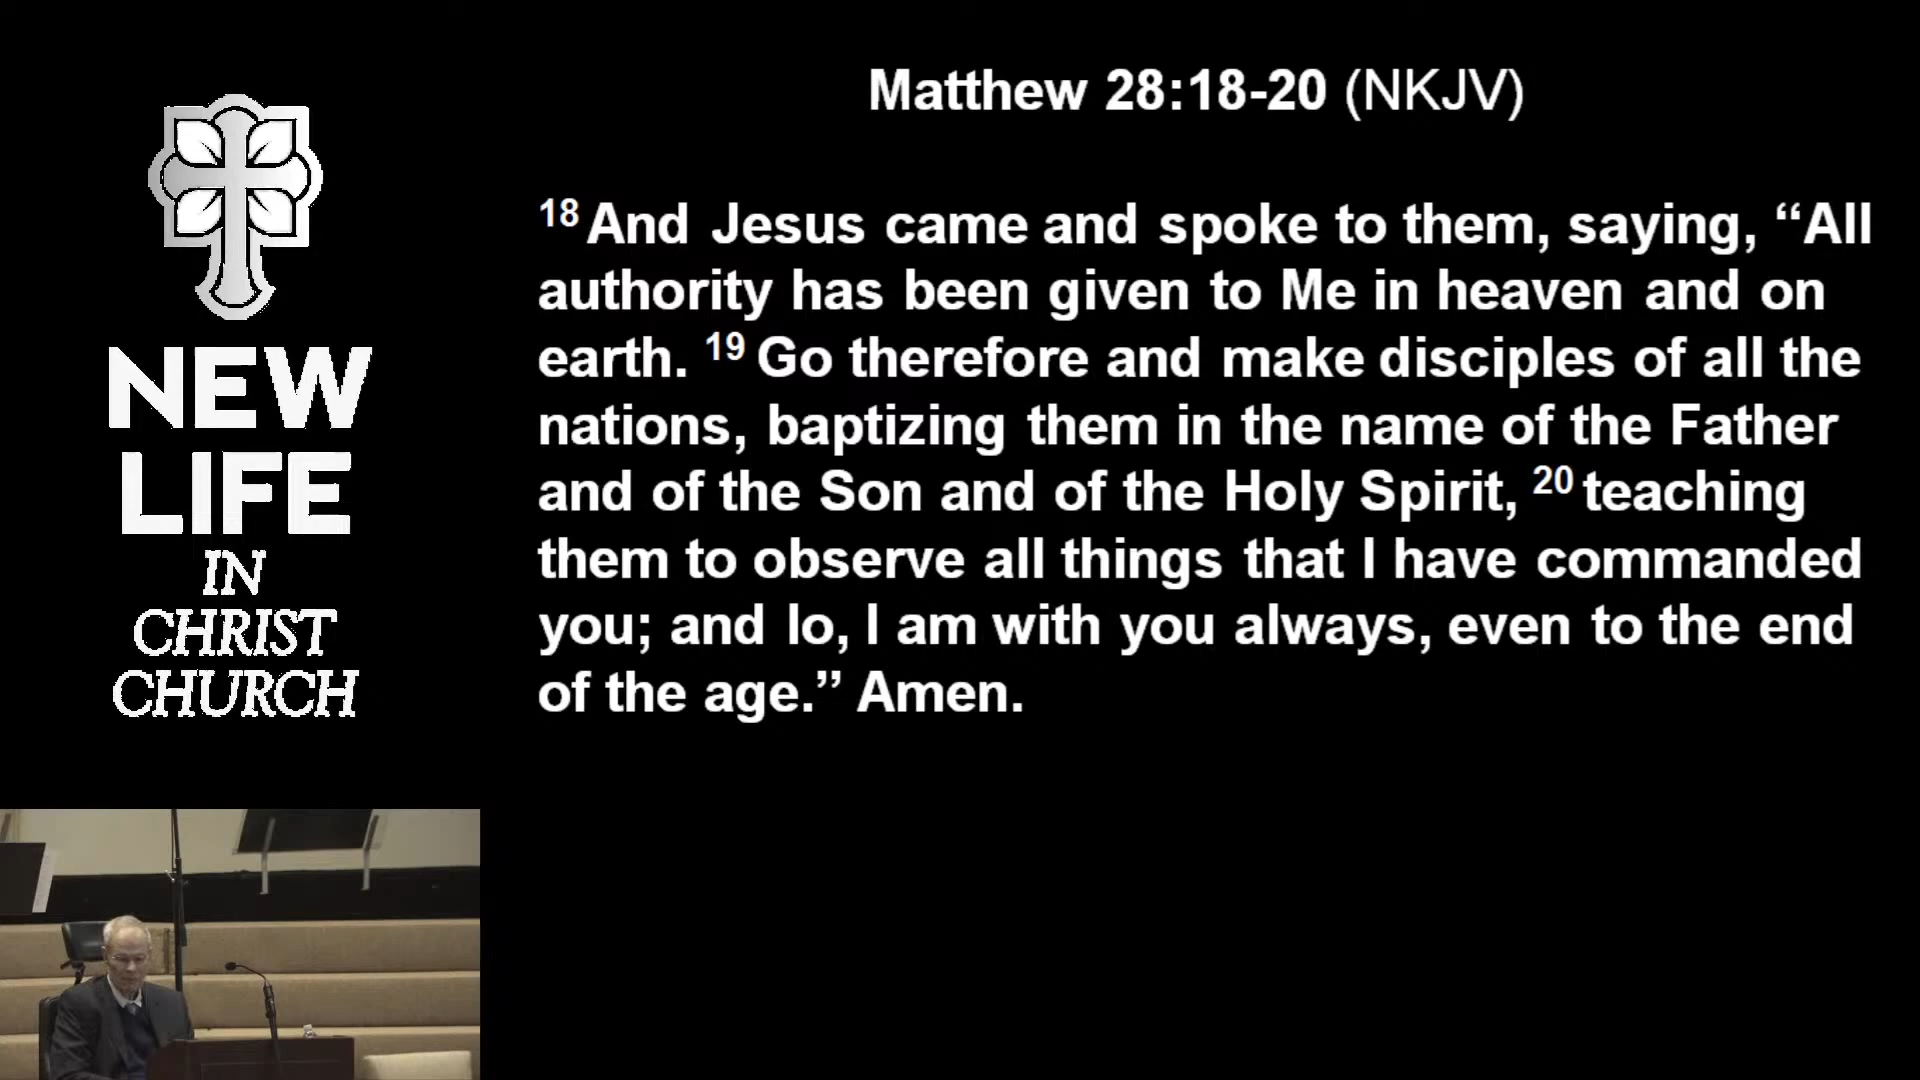 Matthew 28:18-20 (NKJV)
18 And Jesus came and spoke to them, saying, “All
authority has been given to Me in heaven and on
earth. 19 Go therefore and make disciples of all the
nations, baptizing them in the name of the Father
and of the Son and of the Holy Spirit, 20 teaching
them to observe all things that I have commanded
you; and lo, I am with you always, even to the end
of the age.” Amen.
NEW
LIFE
IN
CHRIST
CHURCH